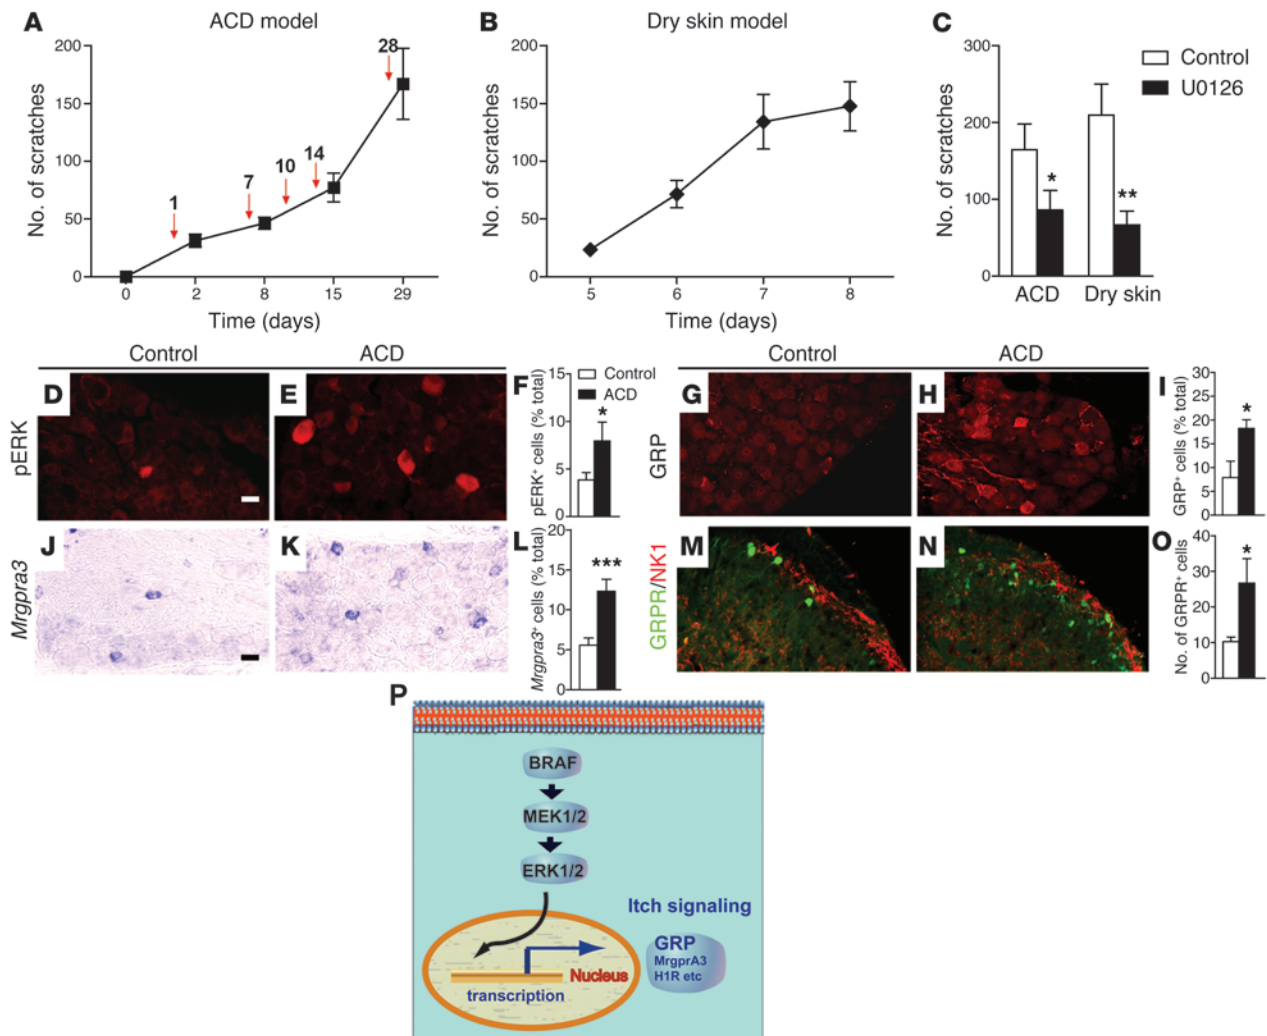 A
ACD model
No. of scratches
200
150
100
50
0
1
7
10
14
28
0
2
8
15
29
Time (days)
B
Dry skin model
No. of scratches
200
150
100
50
0
5
6
7
8
Time (days)
C
No. of scratches
300
200
100
0
*
**
ACD
Dry skin
Control
U0126
Control
ACD
pERK
D
E
F
pERK⁺ cells (% total)
15
10
5
0
Control
ACD
*
Control
ACD
GRP
G
H
I
GRP⁺ cells (% total)
30
25
20
15
10
5
0
*
Mrgpra3
J
K
L
Mrgpra3⁺ cells (% total)
20
15
10
5
0
***
GRPR/NK1
M
N
O
No. of GRPR⁺ cells
40
30
20
10
0
*
P
BRAF
MEK1/2
ERK1/2
Itch signaling
GRP
MrgprA3
H1R etc
Nucleus
transcription